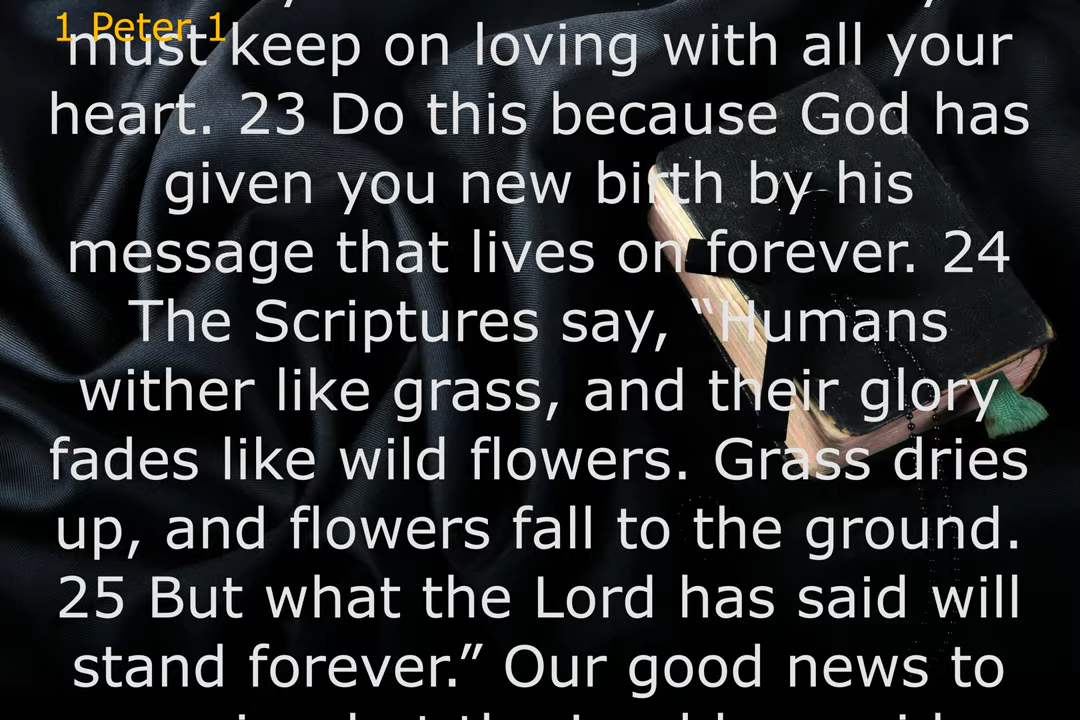 1 Peter 1
must keep on loving with all your
heart. 23 Do this because God has
given you new birth by his
message that lives on forever. 24
The Scriptures say, “Humans
wither like grass, and their glory
fades like wild flowers. Grass dries
up, and flowers fall to the ground.
25 But what the Lord has said will
stand forever.” Our good news to